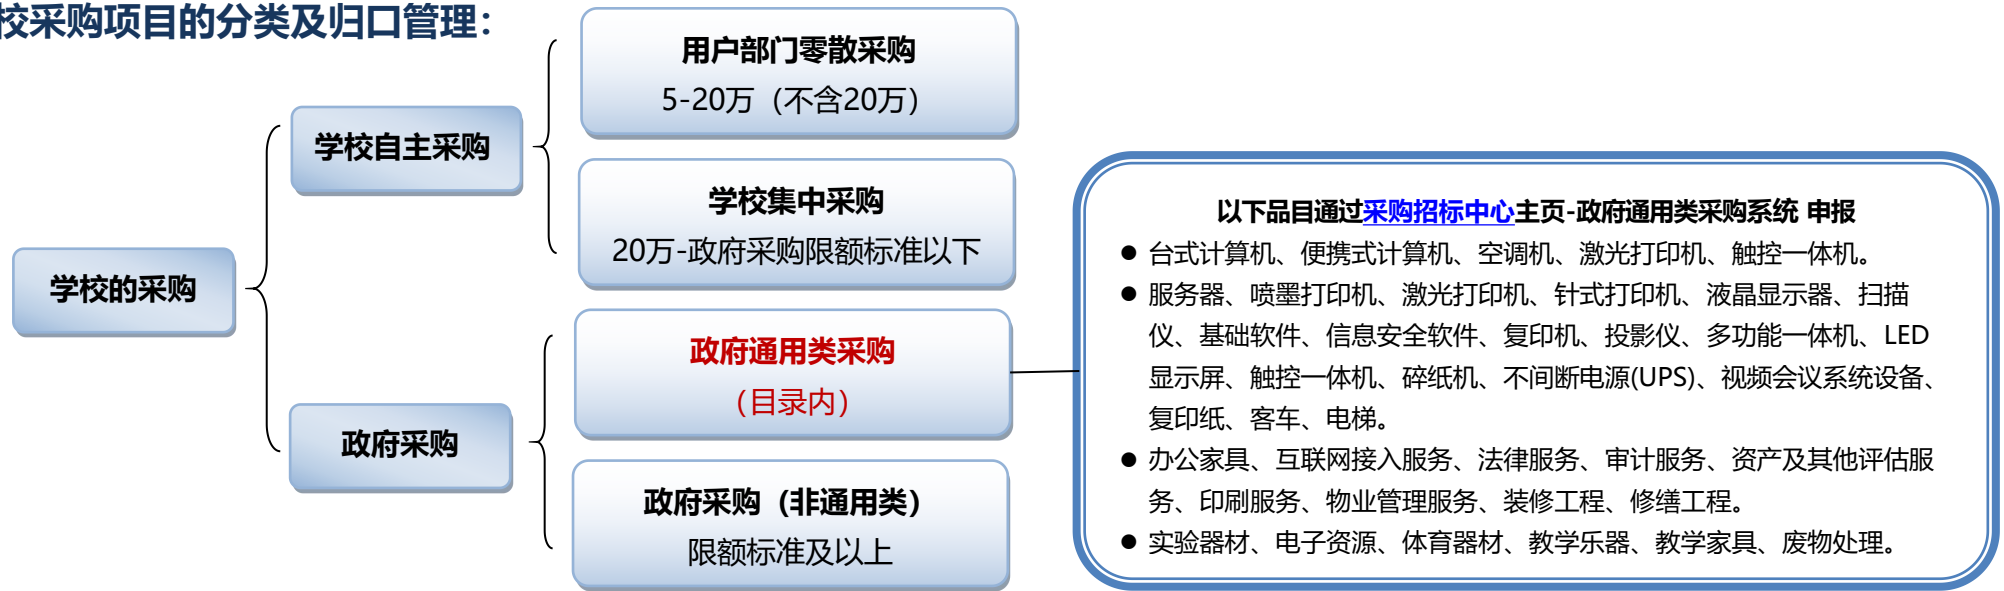 校采购项目的分类及归口管理：
用户部门零散采购
5-20万（不含20万）
学校自主采购
学校集中采购
20万-政府采购限额标准以下
学校的采购
政府通用类采购
（目录内）
政府采购
政府采购（非通用类）
限额标准及以上
以下品目通过采购招标中心主页-政府通用类采购系统 申报
● 台式计算机、便携式计算机、空调机、激光打印机、触控一体机。
● 服务器、喷墨打印机、激光打印机、针式打印机、液晶显示器、扫描
仪、基础软件、信息安全软件、复印机、投影仪、多功能一体机、LED
显示屏、触控一体机、碎纸机、不间断电源(UPS)、视频会议系统设备、
复印纸、客车、电梯。
● 办公家具、互联网接入服务、法律服务、审计服务、资产及其他评估服
务、印刷服务、物业管理服务、装修工程、修缮工程。
● 实验器材、电子资源、体育器材、教学乐器、教学家具、废物处理。